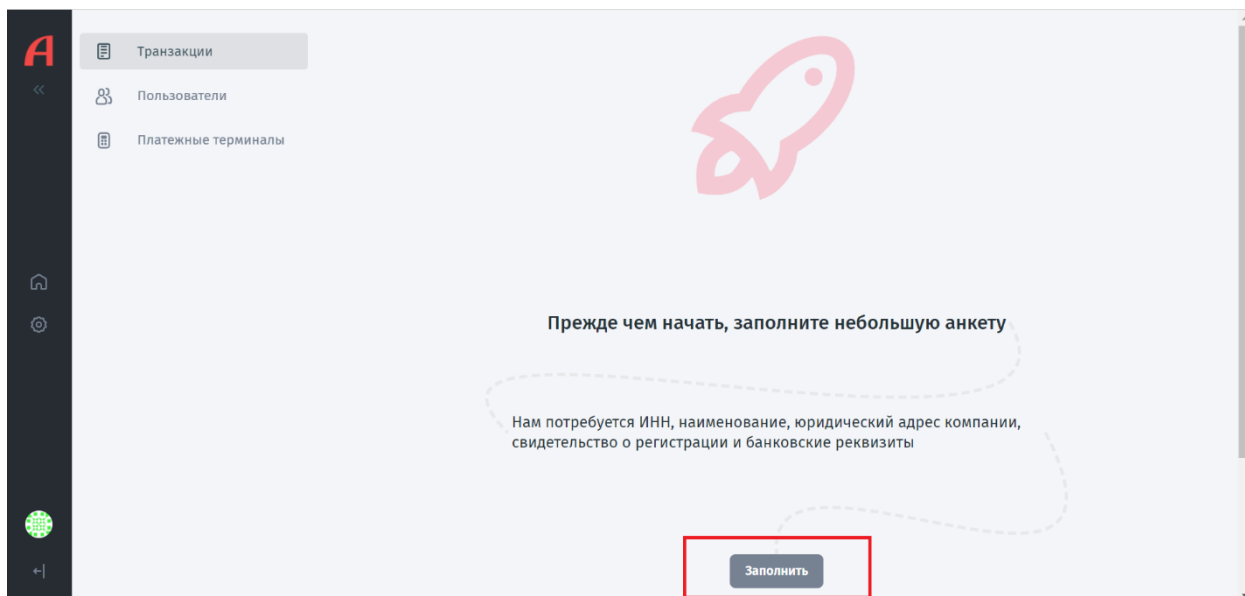 A
Транзакции
Пользователи
Платежные терминалы
Прежде чем начать, заполните небольшую анкету
Нам потребуется ИНН, наименование, юридический адрес компании,
свидетельство о регистрации и банковские реквизиты
Заполнить